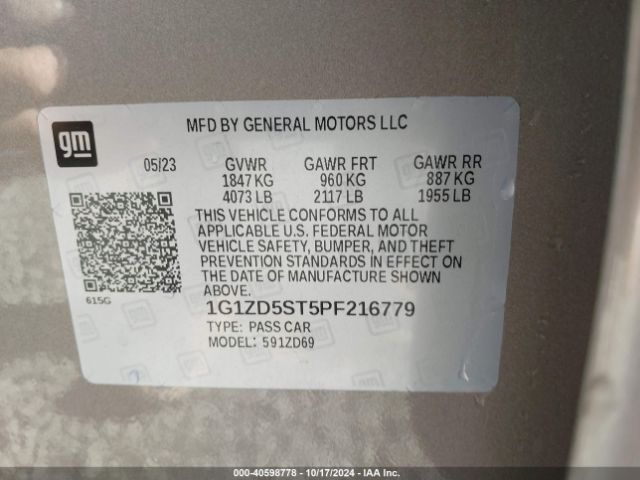 gm
MFD BY GENERAL MOTORS LLC
05/23 GVWR GAWR FRT GAWR RR
1847 KG 960 KG 887 KG
4073 LB 2117 LB 1955 LB
THIS VEHICLE CONFORMS TO ALL
APPLICABLE U.S. FEDERAL MOTOR
VEHICLE SAFETY, BUMPER, AND THEFT
PREVENTION STANDARDS IN EFFECT ON
THE DATE OF MANUFACTURE SHOWN
ABOVE.
615G
1G1ZD5ST5PF216779
TYPE: PASS CAR
MODEL: 591ZD69
000-40598778 - 10/17/2024 - IAA Inc.